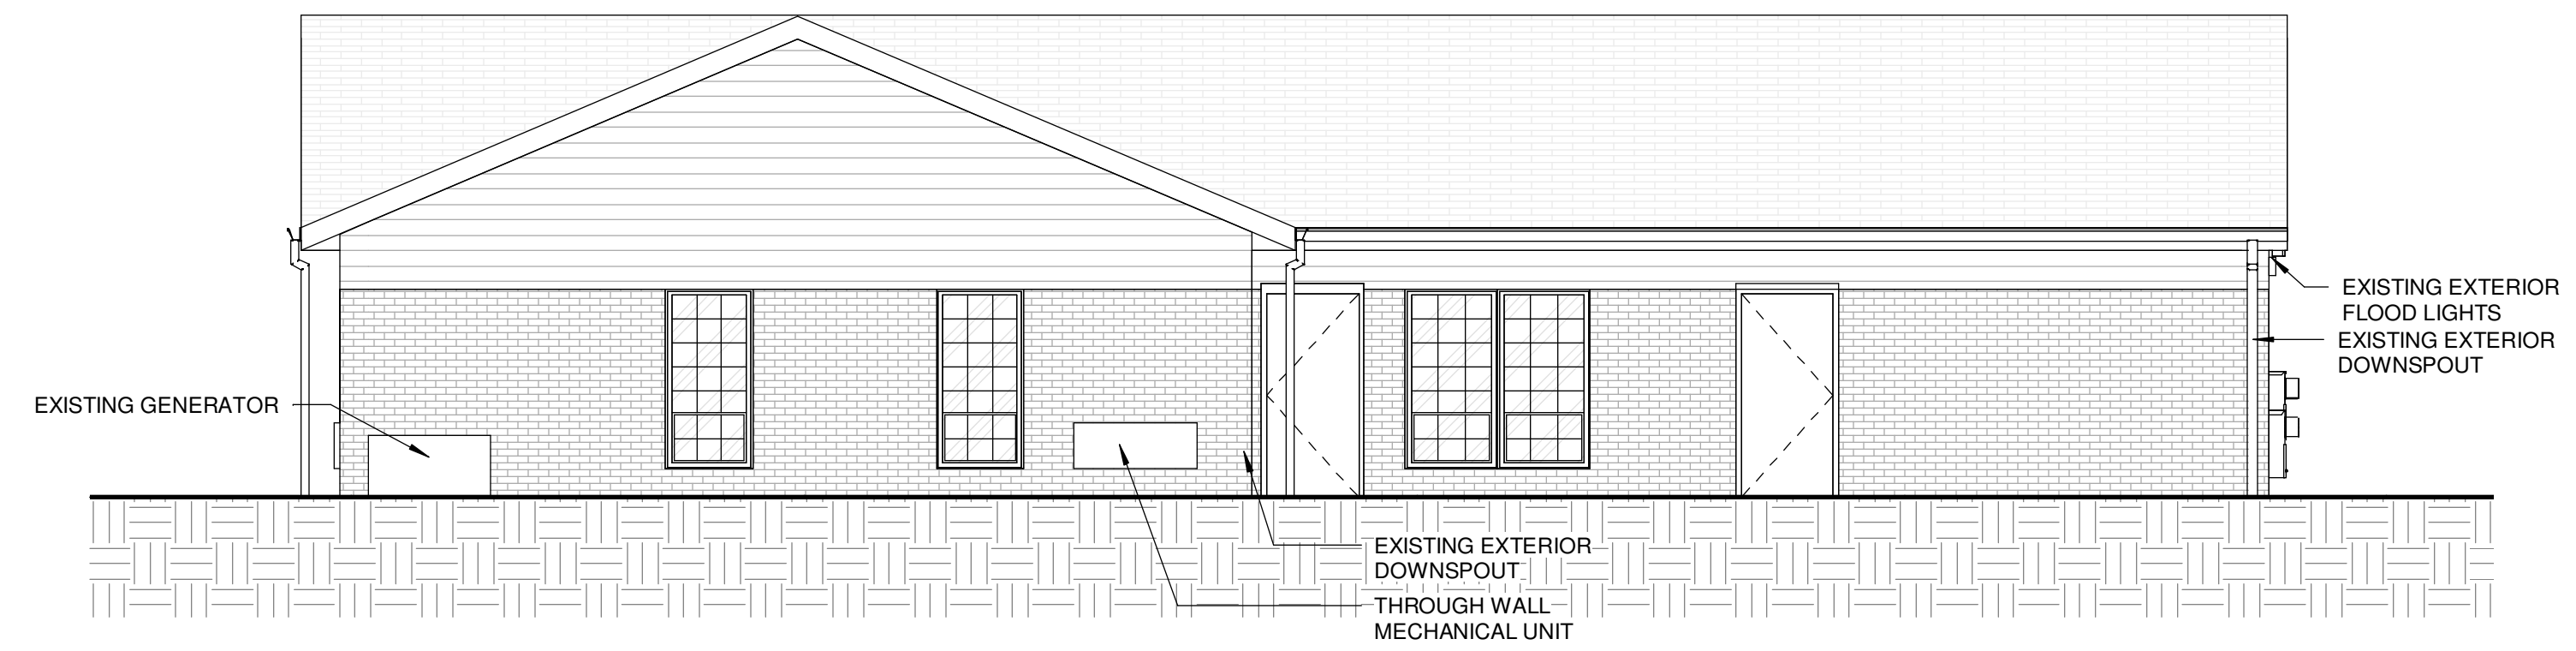 EXISTING EXTERIOR
FLOOD LIGHTS
EXISTING EXTERIOR
DOWNSPOUT
EXISTING GENERATOR
EXISTING EXTERIOR
DOWNSPOUT
THROUGH WALL
MECHANICAL UNIT